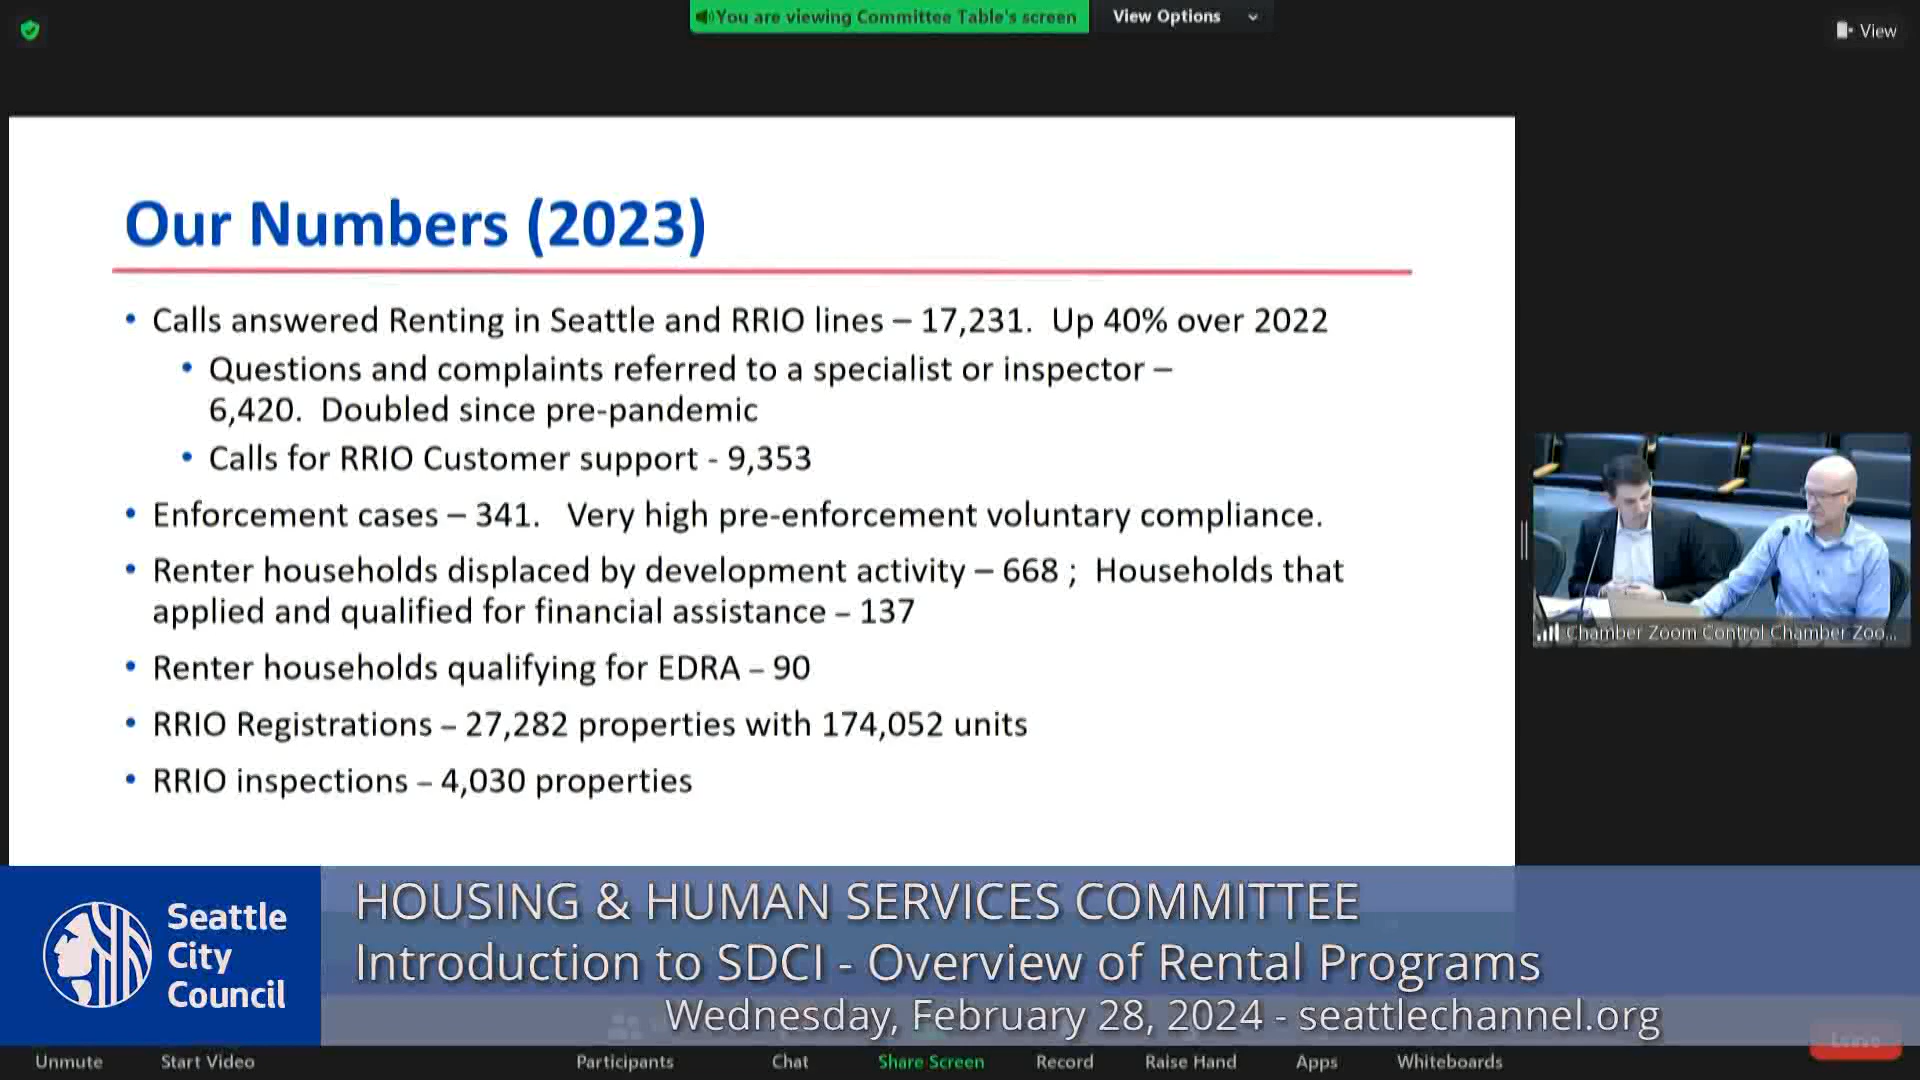 You are viewing Committee Table's screen
View Options
View
Our Numbers (2023)
• Calls answered Renting in Seattle and RRIO lines – 17,231.  Up 40% over 2022
• Questions and complaints referred to a specialist or inspector –
6,420.  Doubled since pre-pandemic
• Calls for RRIO Customer support - 9,353
• Enforcement cases – 341.   Very high pre-enforcement voluntary compliance.
• Renter households displaced by development activity – 668 ;  Households that
applied and qualified for financial assistance – 137
• Renter households qualifying for EDRA – 90
• RRIO Registrations – 27,282 properties with 174,052 units
• RRIO inspections – 4,030 properties
Chamber Zoom Control Chamber Zoo...
Seattle
City
Council
HOUSING & HUMAN SERVICES COMMITTEE
Introduction to SDCI - Overview of Rental Programs
Wednesday, February 28, 2024 - seattlechannel.org
Unmute
Start Video
Participants
Chat
Share Screen
Record
Raise Hand
Apps
Whiteboards
Leave